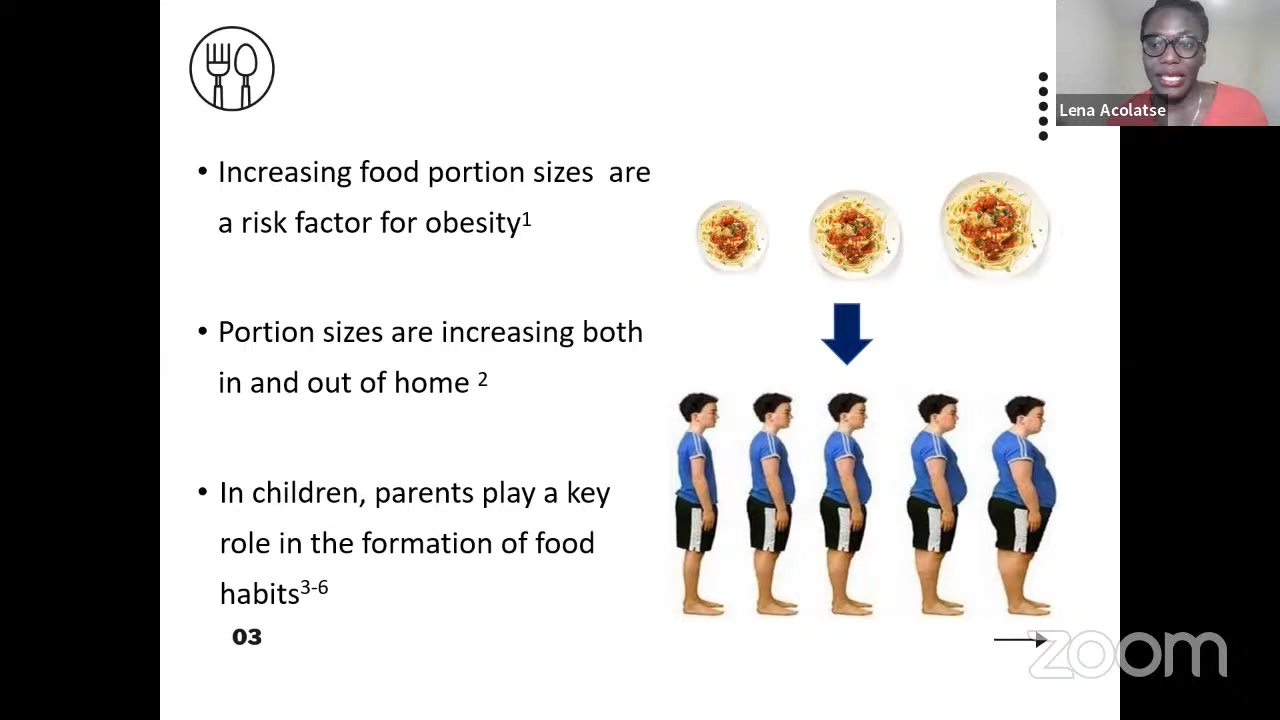 Lena Acolatse
• Increasing food portion sizes are
a risk factor for obesity¹
• Portion sizes are increasing both
in and out of home ²
• In children, parents play a key
role in the formation of food
habits³⁻⁶
03
zoom